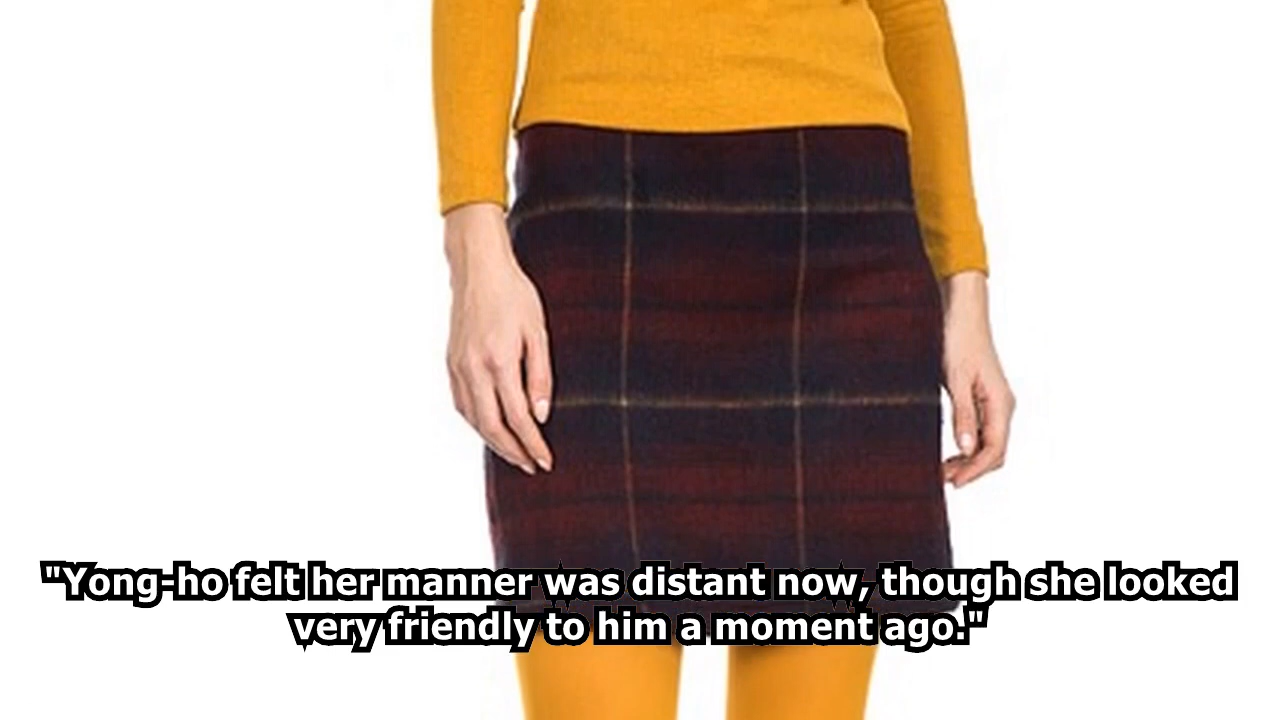 "Yong-ho felt her manner was distant now, though she looked
very friendly to him a moment ago."